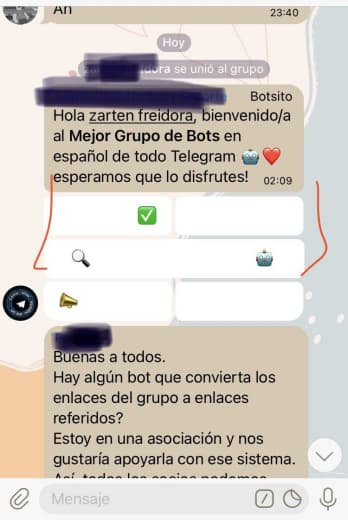 An
23:40
Hoy
dora se unió al grupo
Botsito
Hola zarten freidora, bienvenido/a
al Mejor Grupo de Bots en
español de todo Telegram 🤖❤️
esperamos que lo disfrutes! 02:09
Buenas a todos.
Hay algún bot que convierta los
enlaces del grupo a enlaces
referidos?
Estoy en una asociación y nos
gustaría apoyarla con ese sistema.
Así, todos los socios podemos
Mensaje